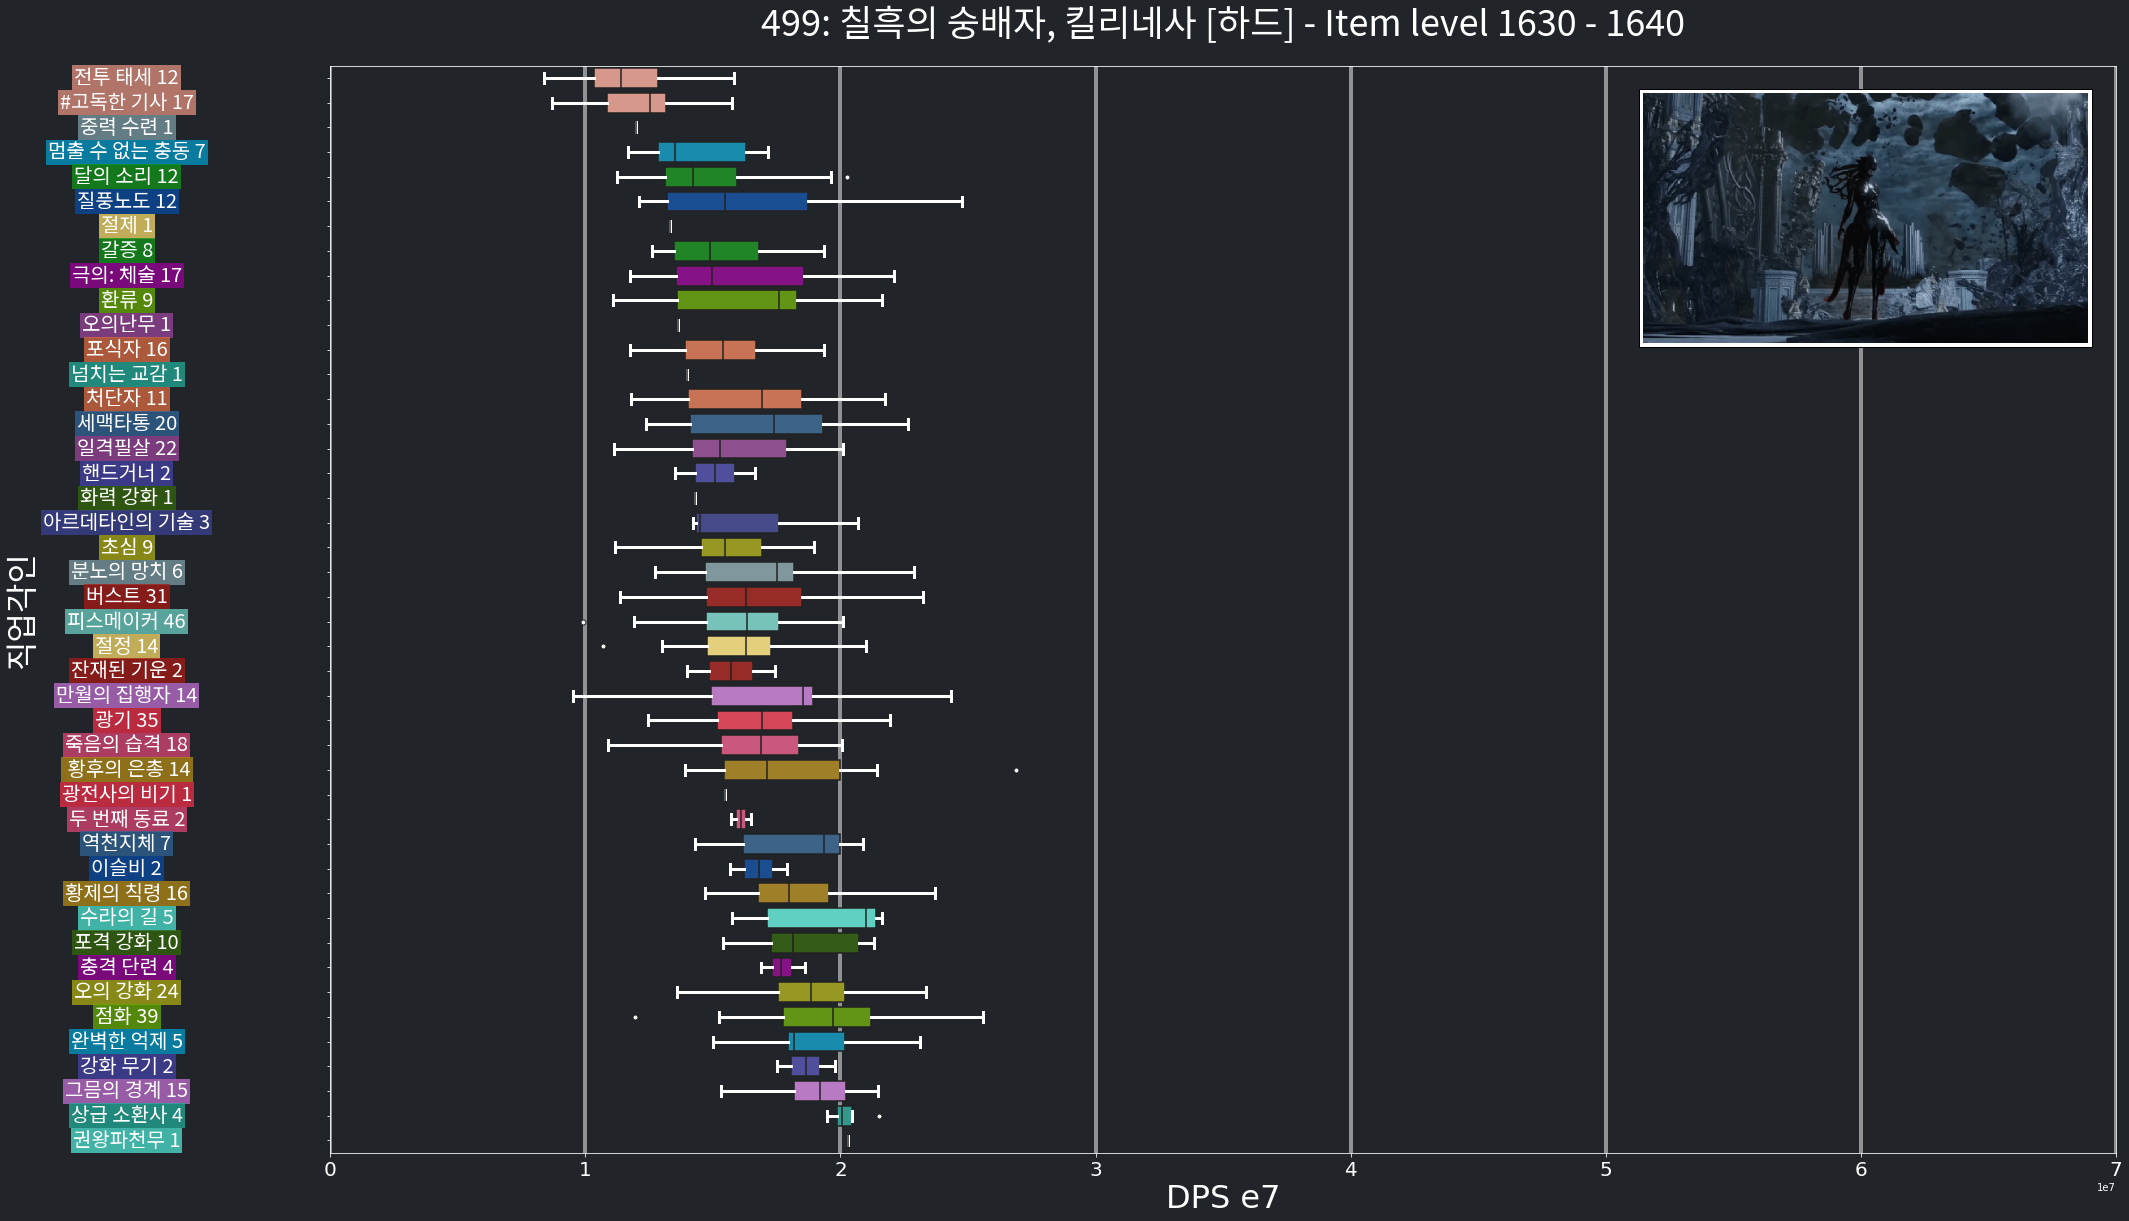 499: 칠흑의 숭배자, 킬리네사 [하드] - Item level 1630 - 1640
전투 태세 12
#고독한 기사 17
중력 수련 1
멈출 수 없는 충동 7
달의 소리 12
질풍노도 12
절제 1
갈증 8
극의: 체술 17
환류 9
오의난무 1
포식자 16
넘치는 교감 1
처단자 11
세맥타통 20
일격필살 22
핸드거너 2
화력 강화 1
아르데타인의 기술 3
초심 9
분노의 망치 6
버스트 31
피스메이커 46
절정 14
잔재된 기운 2
만월의 집행자 14
광기 35
죽음의 습격 18
황후의 은총 14
광전사의 비기 1
두 번째 동료 2
역천지체 7
이슬비 2
황제의 칙령 16
수라의 길 5
포격 강화 10
충격 단련 4
오의 강화 24
점화 39
완벽한 억제 5
강화 무기 2
그믐의 경계 15
상급 소환사 4
권왕파천무 1
직업각인
0 1 2 3 4 5 6 7
1e7
DPS e7